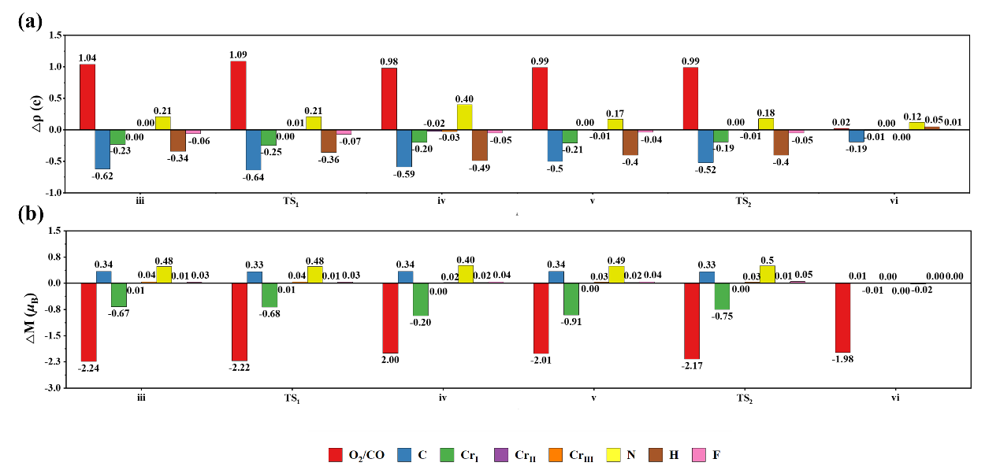 (a)
1.5
1.0
0.5
0.0
-0.5
-1.0
△ρ (e)
1.04 -0.62 -0.23 0.00 0.00 0.21 -0.34 -0.06
1.09 -0.64 -0.25 0.00 0.01 0.21 -0.36 -0.07
0.98 -0.59 -0.20 -0.02 -0.03 0.40 -0.49 -0.05
0.99 -0.5 -0.21 0.00 -0.01 0.17 -0.4 -0.04
0.99 -0.52 -0.19 0.00 -0.01 0.18 -0.4 -0.05
0.02 -0.19 -0.01 0.00 0.00 0.12 0.05 0.01
iii TS1 iv v TS2 vi
(b)
1.5
0.8
0.0
-0.8
-1.5
-2.3
-3.0
△M (μB)
-2.24 0.34 -0.67 0.01 0.04 0.48 0.01 0.03
-2.22 0.33 -0.68 0.01 0.04 0.48 0.01 0.03
2.00 0.34 -0.20 0.00 0.02 0.40 0.02 0.04
-2.01 0.34 -0.91 0.00 0.03 0.49 0.02 0.04
-2.17 0.33 -0.75 0.00 0.03 0.5 0.01 0.05
-1.98 0.01 -0.01 0.00 0.00 -0.02 0.00 0.00
iii TS1 iv v TS2 vi
O2/CO C CrI CrII CrIII N H F